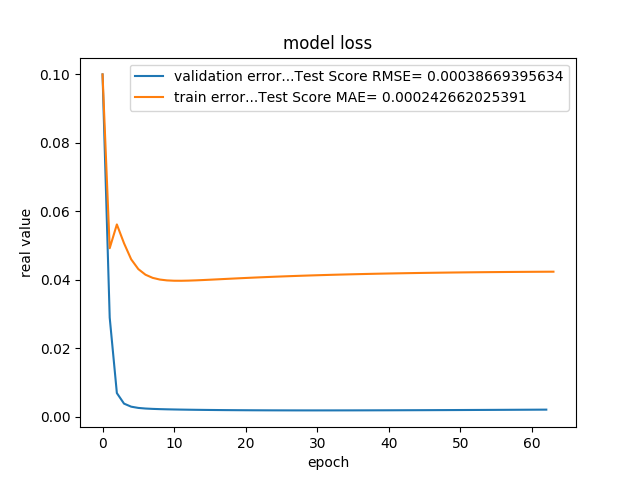 model loss
validation error...Test Score RMSE= 0.00038669395634
train error...Test Score MAE= 0.000242662025391
0.10
0.08
0.06
0.04
0.02
0.00
real value
0 10 20 30 40 50 60
epoch